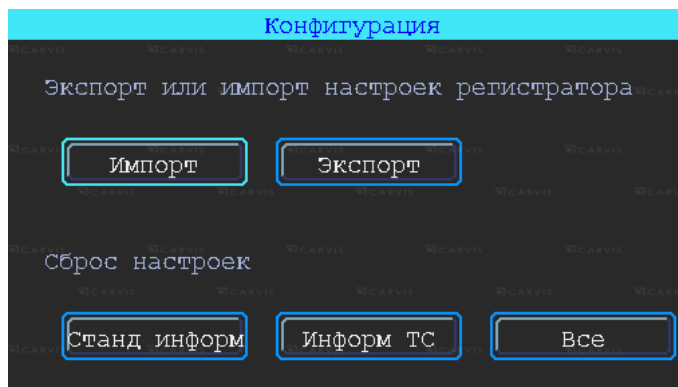 Конфигурация
Экспорт или импорт настроек регистратора
Импорт Экспорт
Сброс настроек
Станд информ Информ ТС Все